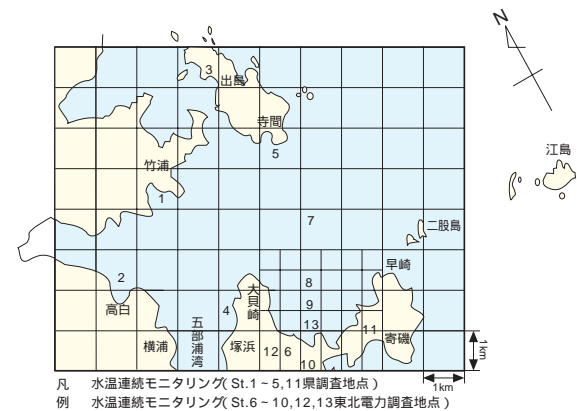 N
3
出島
寺間
5
江島
竹浦
1
7
二股島
早崎
2
大貝崎
8
高白
4
9
五部浦湾
13
11
横浦
塚浜
12
6
10
寄磯
1km
1km
凡 水温連続モニタリング(St.1~5,11県調査地点)
例 水温連続モニタリング(St.6~10,12,13東北電力調査地点)